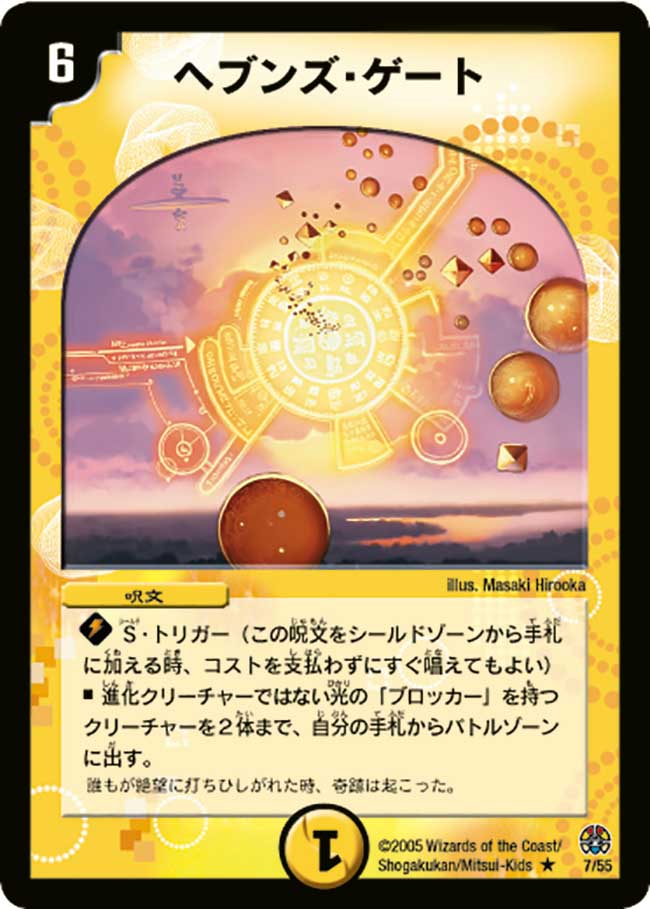 6
ヘブンズ・ゲート
illus. Masaki Hirooka
呪文
S・トリガー（この呪文をシールドゾーンから手札
に加える時、コストを支払わずにすぐ唱えてもよい）
■ 進化クリーチャーではない光の「ブロッカー」を持つ
クリーチャーを２体まで、自分の手札からバトルゾーン
に出す。
誰もが絶望に打ちひしがれた時、奇跡は起こった。
1
©2005 Wizards of the Coast/
Shogakukan/Mitsui-Kids ★ 7/55